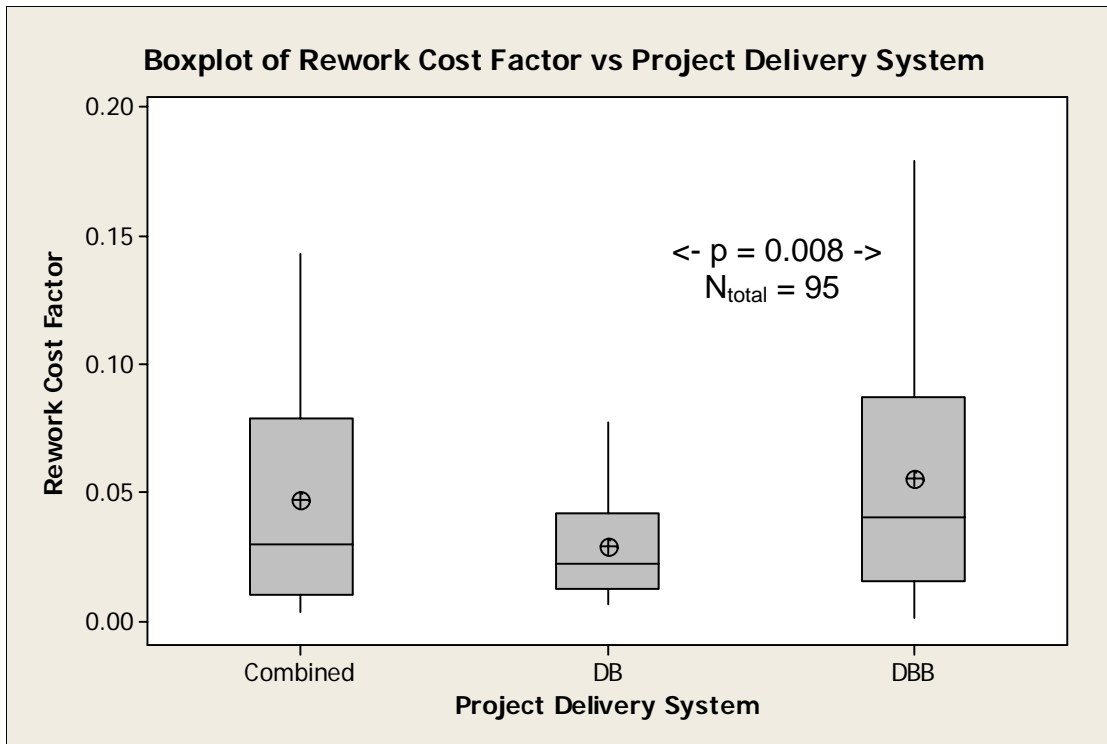 Boxplot of Rework Cost Factor vs Project Delivery System
0.20
0.15
0.10
0.05
0.00
Rework Cost Factor
<- p = 0.008 ->
Ntotal = 95
Combined
DB
DBB
Project Delivery System